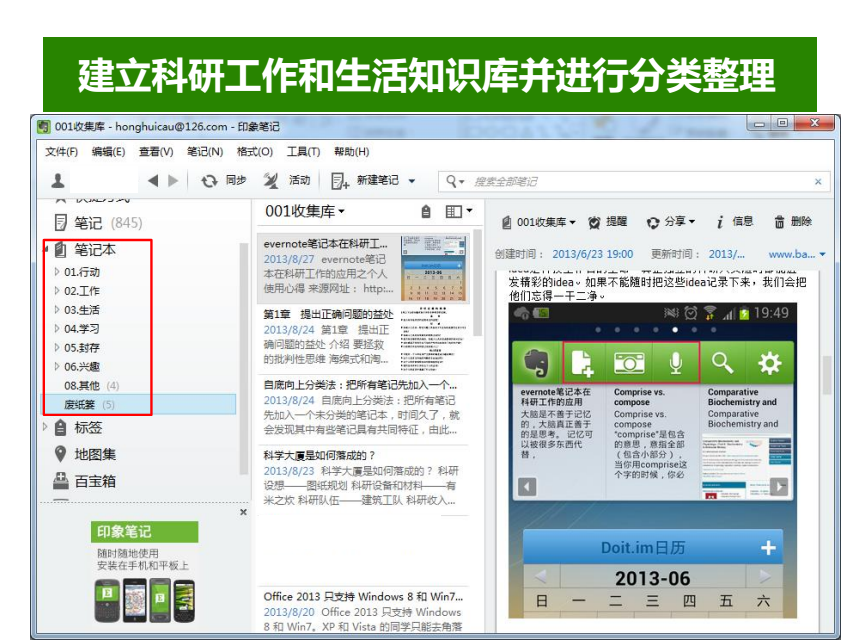 建立科研工作和生活知识库并进行分类整理
001收集库 - honghuicau@126.com - 印象笔记
文件(F) 编辑(E) 查看(V) 笔记(N) 格式(O) 工具(T) 帮助(H)
同步 活动 新建笔记 搜索全部笔记
快捷方式
笔记 (845)
笔记本
01.行动
02.工作
03.生活
04.学习
05.封存
06.兴趣
08.其他 (4)
废纸篓 (5)
标签
地图集
百宝箱
印象笔记
随时随地使用
安装在手机和平板上
001收集库
evernote笔记本在科研工...
2013/8/27 evernote笔记
本在科研工作的应用之个人
使用心得 来源网址： http:...
第1章 提出正确问题的益处
2013/8/24 第1章 提出正
确问题的益处 介绍 要拯救
的批判性思维 海绵式和淘...
自底向上分类法：把所有笔记先加入一个...
2013/8/24 自底向上分类法：把所有笔记
先加入一个未分类的笔记本，时间久了，就
会发现其中有些笔记具有共同特征，由此...
科学大厦是如何落成的？
2013/8/23 科学大厦是如何落成的？ 科研
设想——图纸规划 科研设备和材料——有
米之炊 科研队伍——建筑工队 科研收入...
Office 2013 只支持 Windows 8 和 Win7...
2013/8/20 Office 2013 只支持 Windows
8 和 Win7。XP 和 Vista 的同学只能去角落
001收集库 提醒 分享 信息 删除
创建时间： 2013/6/23 19:00 更新时间： 2013/... www.ba...
发精彩的idea。如果不能随时把这些idea记录下来，我们会把
他们忘得一干二净。
19:49
evernote笔记本在
科研工作的应用
大脑是不善于记忆
的，大脑真正善于
的是思考。 记忆可
以被很多东西代
替，
Comprise vs.
compose
Comprise vs.
compose
"comprise"是包含
的意思，意指全部
（包含小部分），
当你用comprise这
个字的时候，你必
Comparative
Biochemistry and
Comparative
Biochemistry and
Doit.im日历
2013-06
日 一 二 三 四 五 六